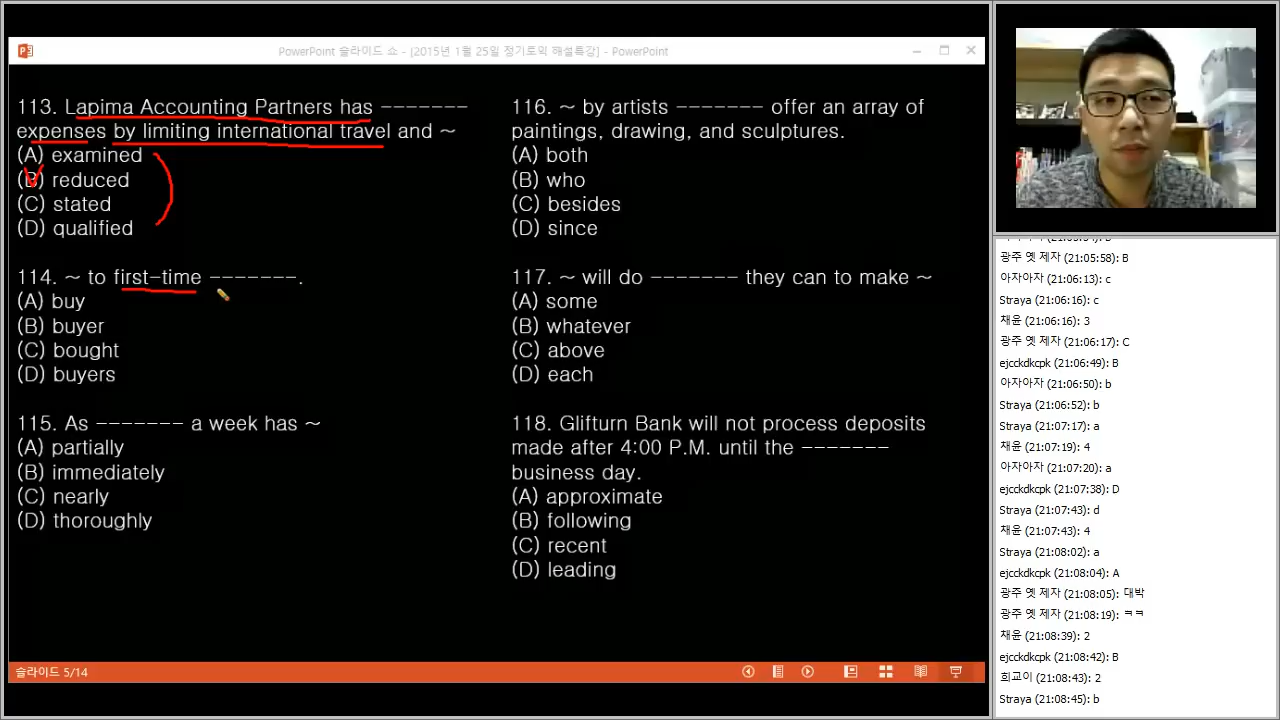 PowerPoint 슬라이드 쇼 - [2015년 1월 25일 정기토익 해설특강] - PowerPoint
113. Lapima Accounting Partners has -------
expenses by limiting international travel and ~
(A) examined
(B) reduced
(C) stated
(D) qualified
114. ~ to first-time -------.
(A) buy
(B) buyer
(C) bought
(D) buyers
115. As ------- a week has ~
(A) partially
(B) immediately
(C) nearly
(D) thoroughly
116. ~ by artists ------- offer an array of
paintings, drawing, and sculptures.
(A) both
(B) who
(C) besides
(D) since
117. ~ will do ------- they can to make ~
(A) some
(B) whatever
(C) above
(D) each
118. Glifturn Bank will not process deposits
made after 4:00 P.M. until the -------
business day.
(A) approximate
(B) following
(C) recent
(D) leading
슬라이드 5/14
광주 옛 제자 (21:05:58): B
아자아자 (21:06:13): c
Straya (21:06:16): c
채윤 (21:06:16): 3
광주 옛 제자 (21:06:17): C
ejcckdkcpk (21:06:49): B
아자아자 (21:06:50): b
Straya (21:06:52): b
Straya (21:07:17): a
채윤 (21:07:19): 4
아자아자 (21:07:20): a
ejcckdkcpk (21:07:38): D
Straya (21:07:43): d
채윤 (21:07:43): 4
Straya (21:08:02): a
ejcckdkcpk (21:08:04): A
광주 옛 제자 (21:08:05): 대박
광주 옛 제자 (21:08:19): ㅋㅋ
채윤 (21:08:39): 2
ejcckdkcpk (21:08:42): B
희교이 (21:08:43): 2
Straya (21:08:45): b